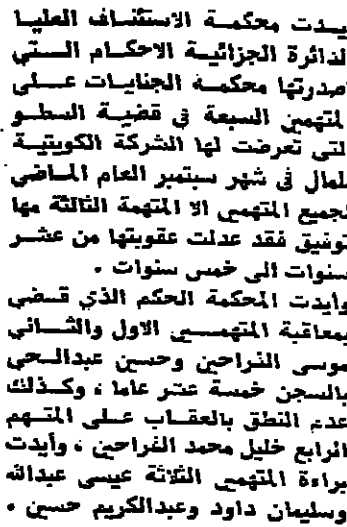 يدت محكمة الاستئناف العليا
لدائرة الجزائية الاحكام التي
صدرتها محكمة الجنايات على
لمتهمين السبعة في قضية السطو
لتي تعرضت لها الشركة الكويتية
لمال في شهر سبتمبر العام الماضي
لجميع المتهمين الا المتهمة الثالثة مها
توفيق فقد عدلت عقوبتها من عشر
سنوات الى خمس سنوات .
وأيدت المحكمة الحكم الذي قضى
بمعاقبة المتهمين الاول والثاني
موسى الفراحين وحسين عبدالحي
بالسجن خمسة عشر عاما ، وكذلك
عدم النطق بالعقاب على المتهم
الرابع خليل محمد الفراحين ، وأيدت
براءة المتهمين الثلاثة عيسى عبدالله
وسليمان داود وعبدالكريم حسين .